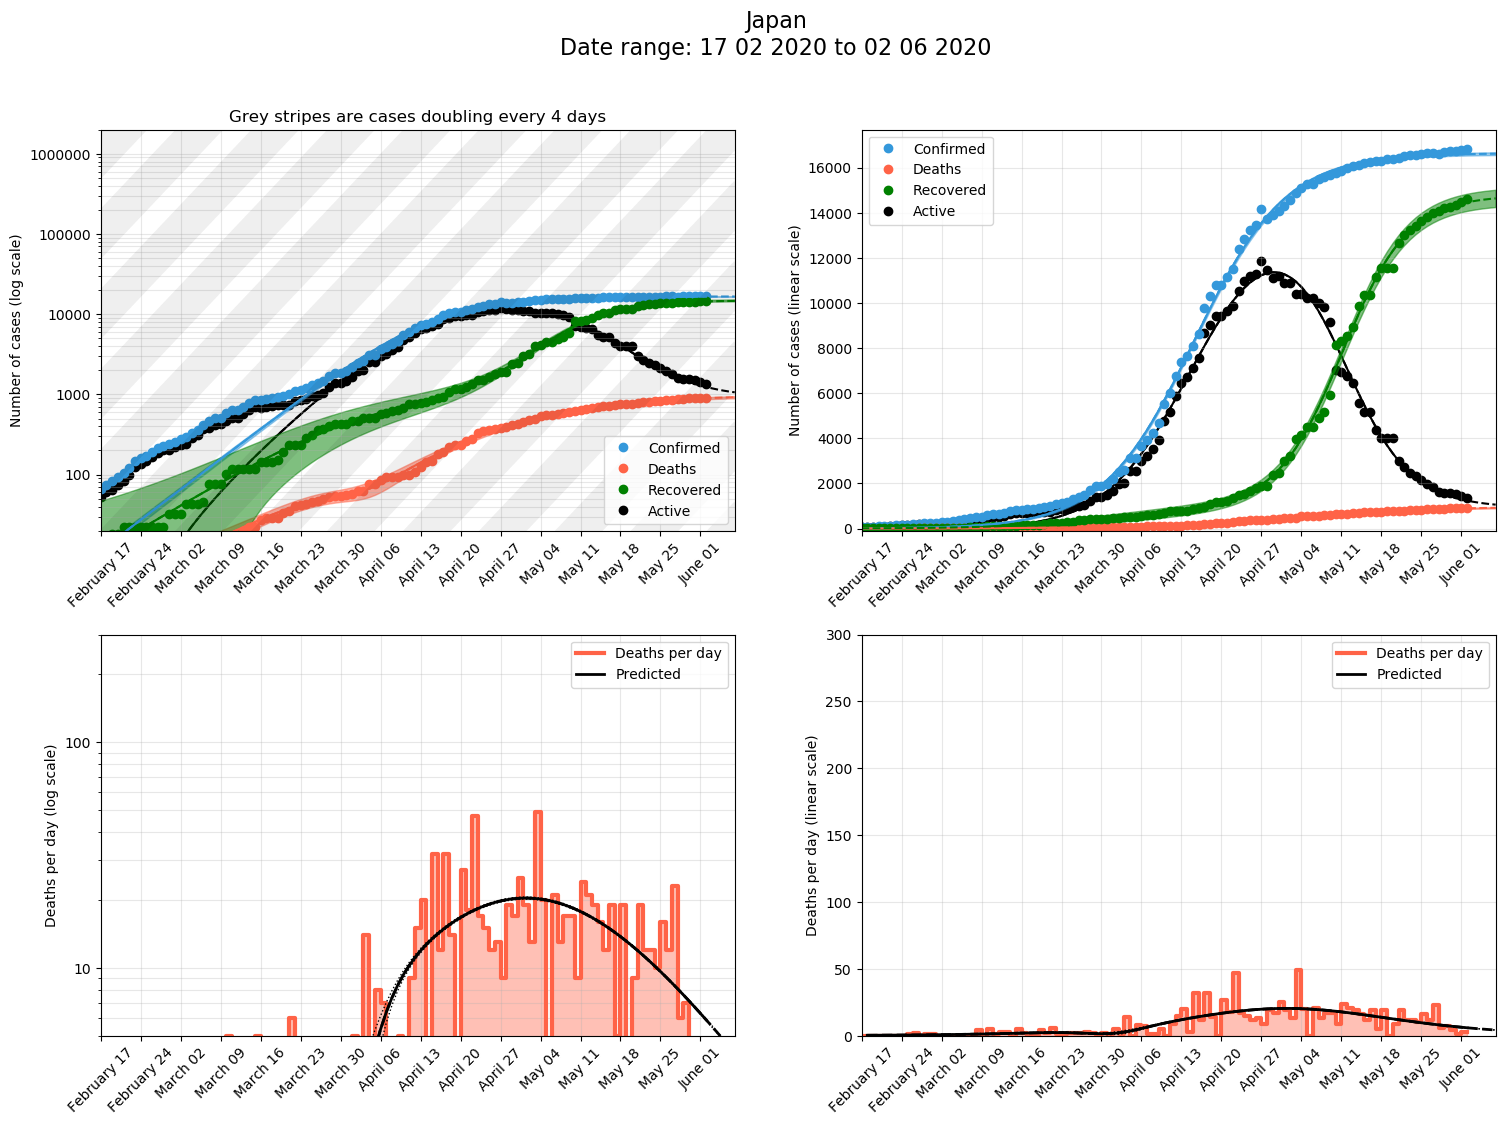 Japan
Date range: 17 02 2020 to 02 06 2020
Grey stripes are cases doubling every 4 days
Number of cases (log scale)
1000000
100000
10000
1000
100
Confirmed
Deaths
Recovered
Active
February 17
February 24
March 02
March 09
March 16
March 23
March 30
April 06
April 13
April 20
April 27
May 04
May 11
May 18
May 25
June 01
Number of cases (linear scale)
16000
14000
12000
10000
8000
6000
4000
2000
0
Confirmed
Deaths
Recovered
Active
February 17
February 24
March 02
March 09
March 16
March 23
March 30
April 06
April 13
April 20
April 27
May 04
May 11
May 18
May 25
June 01
Deaths per day (log scale)
100
10
Deaths per day
Predicted
February 17
February 24
March 02
March 09
March 16
March 23
March 30
April 06
April 13
April 20
April 27
May 04
May 11
May 18
May 25
June 01
Deaths per day (linear scale)
300
250
200
150
100
50
0
Deaths per day
Predicted
February 17
February 24
March 02
March 09
March 16
March 23
March 30
April 06
April 13
April 20
April 27
May 04
May 11
May 18
May 25
June 01